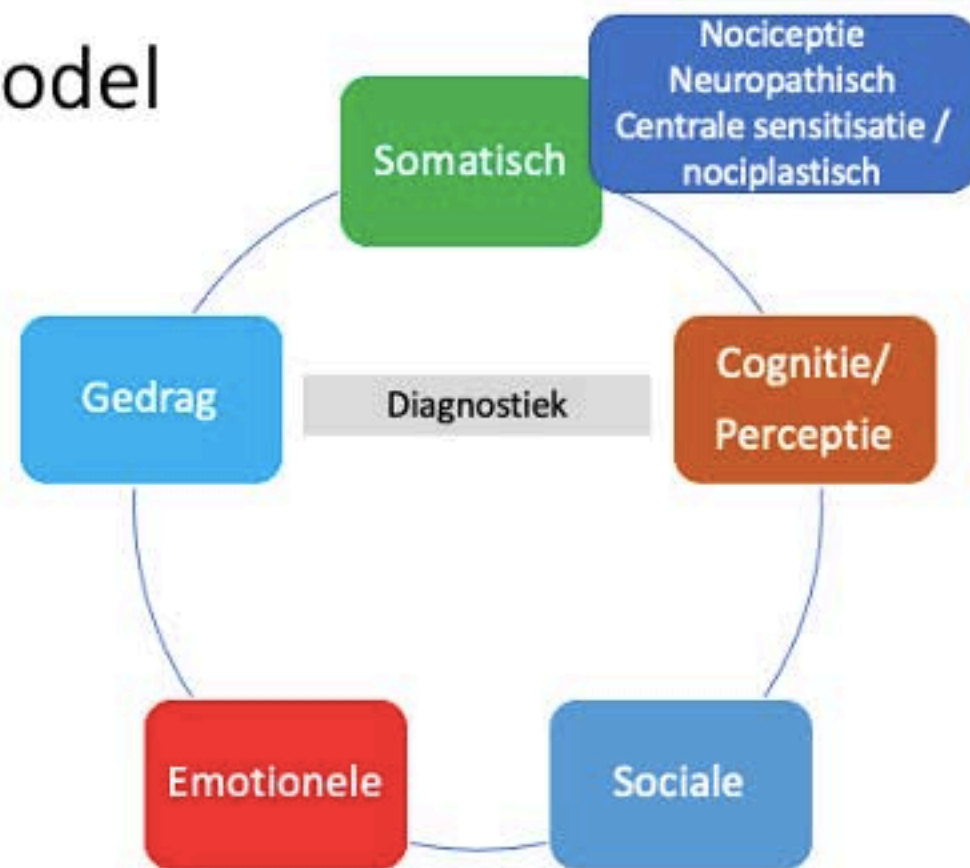 odel
Nociceptie
Neuropathisch
Centrale sensitisatie /
nociplastisch
Somatisch
Cognitie/
Perceptie
Gedrag
Diagnostiek
Emotionele
Sociale